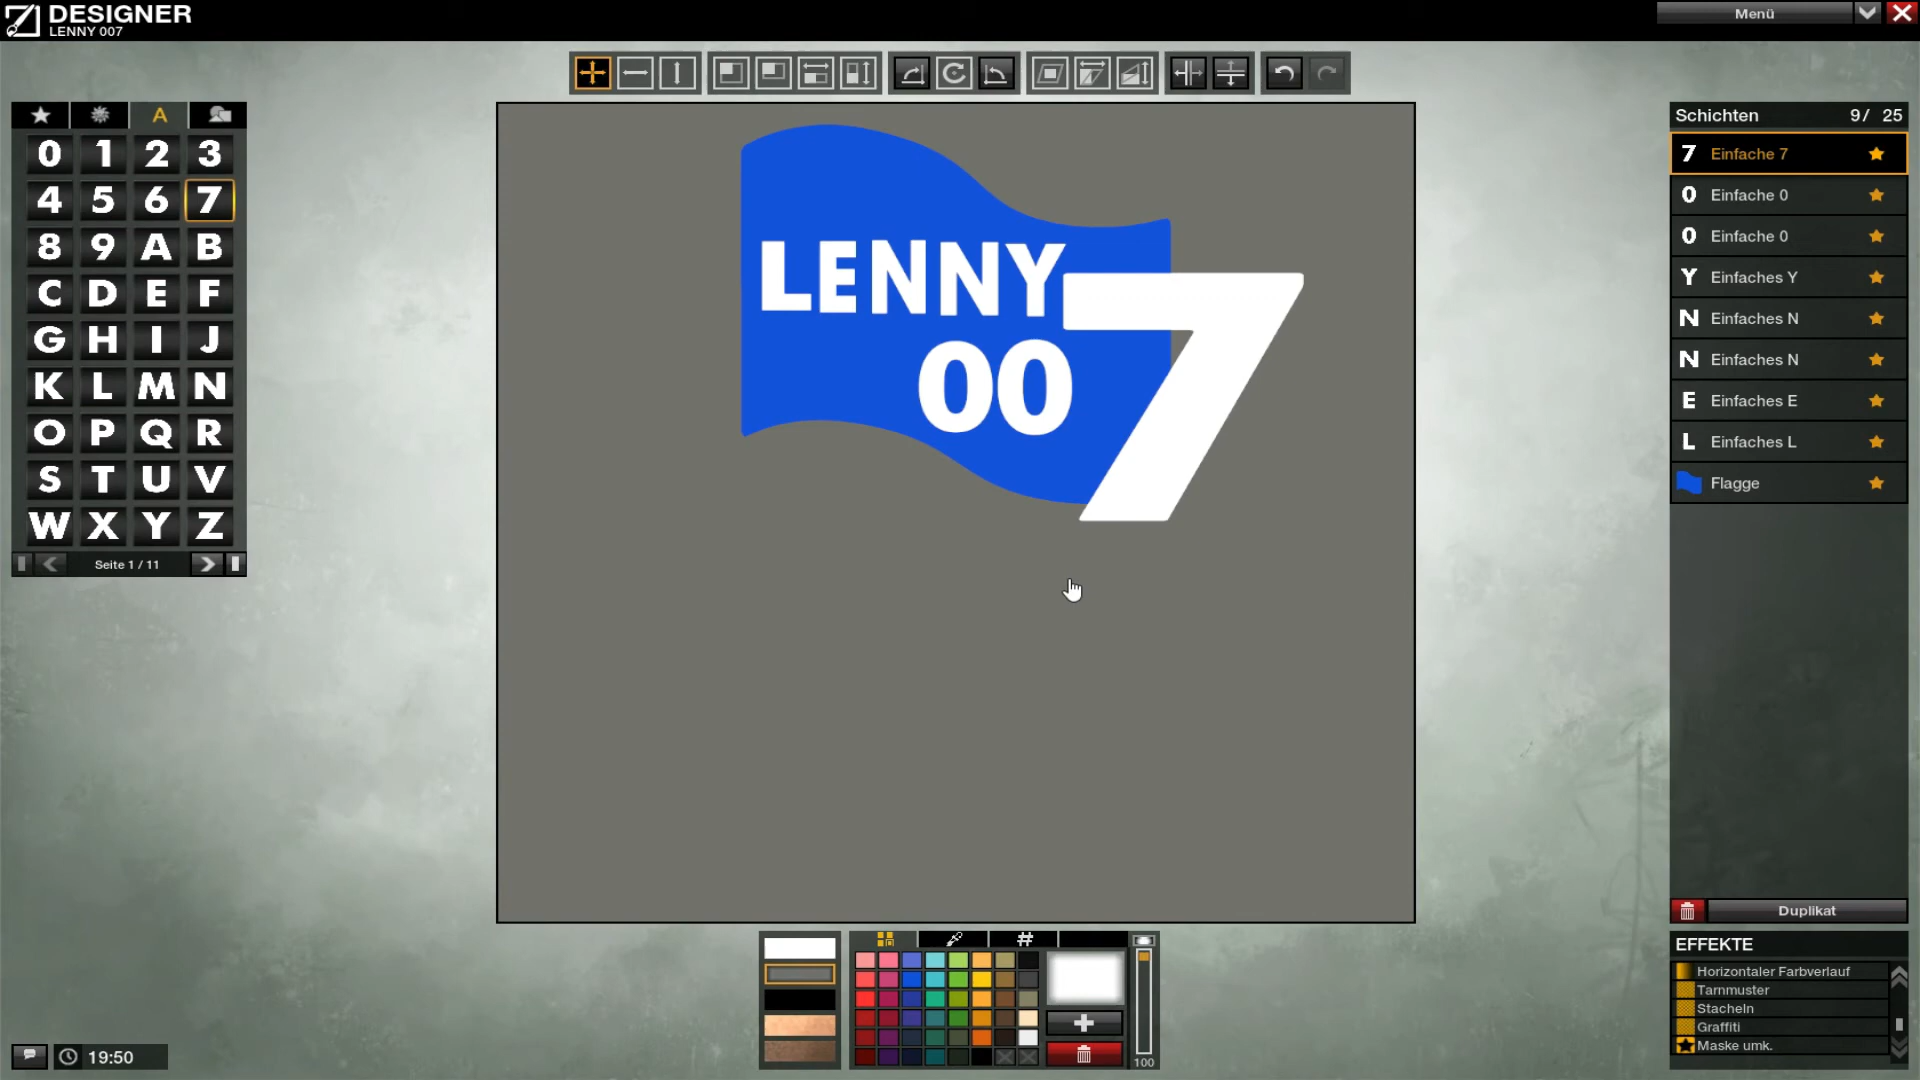 DESIGNER
LENNY 007
Menü
A
0 1 2 3
4 5 6 7
8 9 A B
C D E F
G H I J
K L M N
O P Q R
S T U V
W X Y Z
Seite 1 / 11
LENNY
00
7
Schichten 9/ 25
7 Einfache 7
0 Einfache 0
0 Einfache 0
Y Einfaches Y
N Einfaches N
N Einfaches N
E Einfaches E
L Einfaches L
Flagge
Duplikat
EFFEKTE
Horizontaler Farbverlauf
Tarnmuster
Stacheln
Graffiti
Maske umk.
#
100
19:50